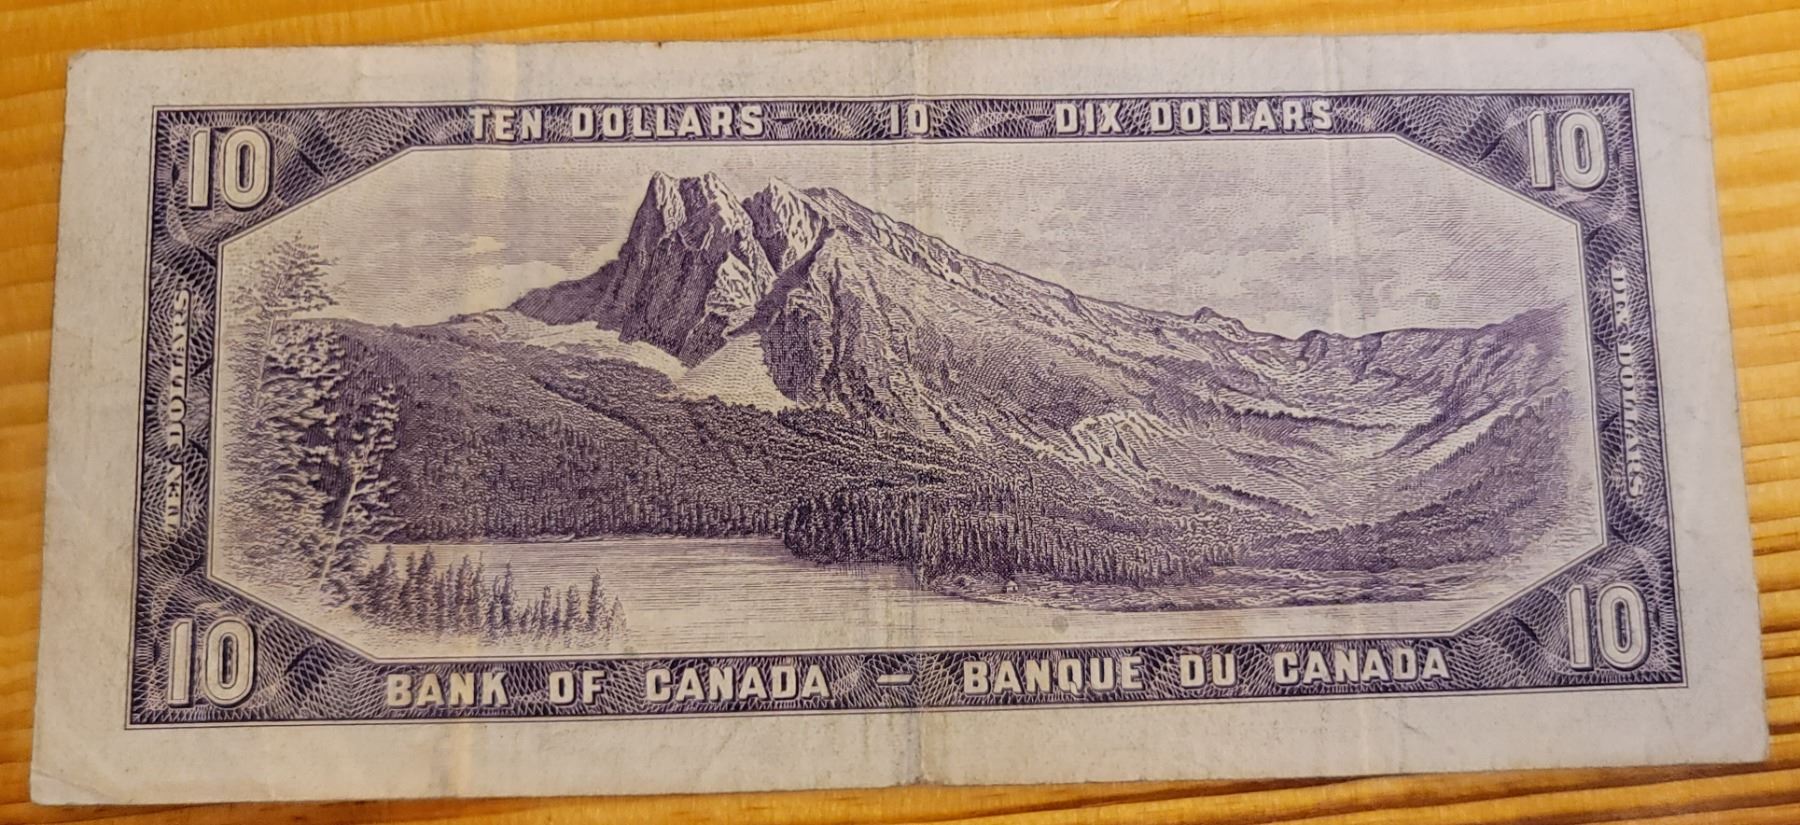 10 TEN DOLLARS 10 DIX DOLLARS 10
TEN DOLLARS
DIX DOLLARS
10 BANK OF CANADA — BANQUE DU CANADA 10